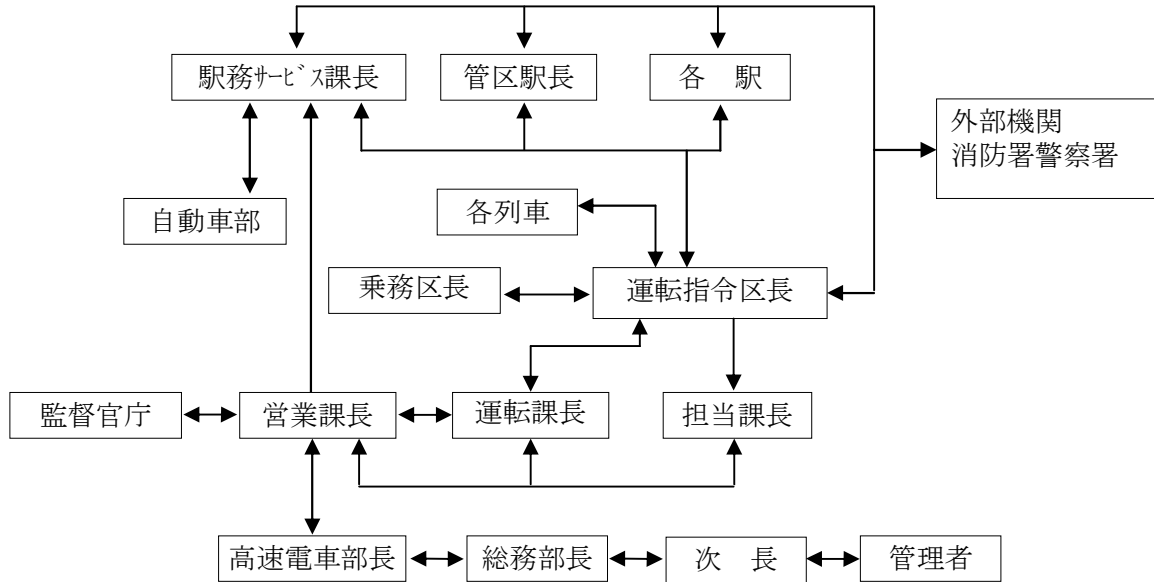 駅務ｻｰﾋﾞｽ課長
管区駅長
各　駅
外部機関
消防署警察署
自動車部
各列車
乗務区長
運転指令区長
監督官庁
営業課長
運転課長
担当課長
高速電車部長
総務部長
次　長
管理者